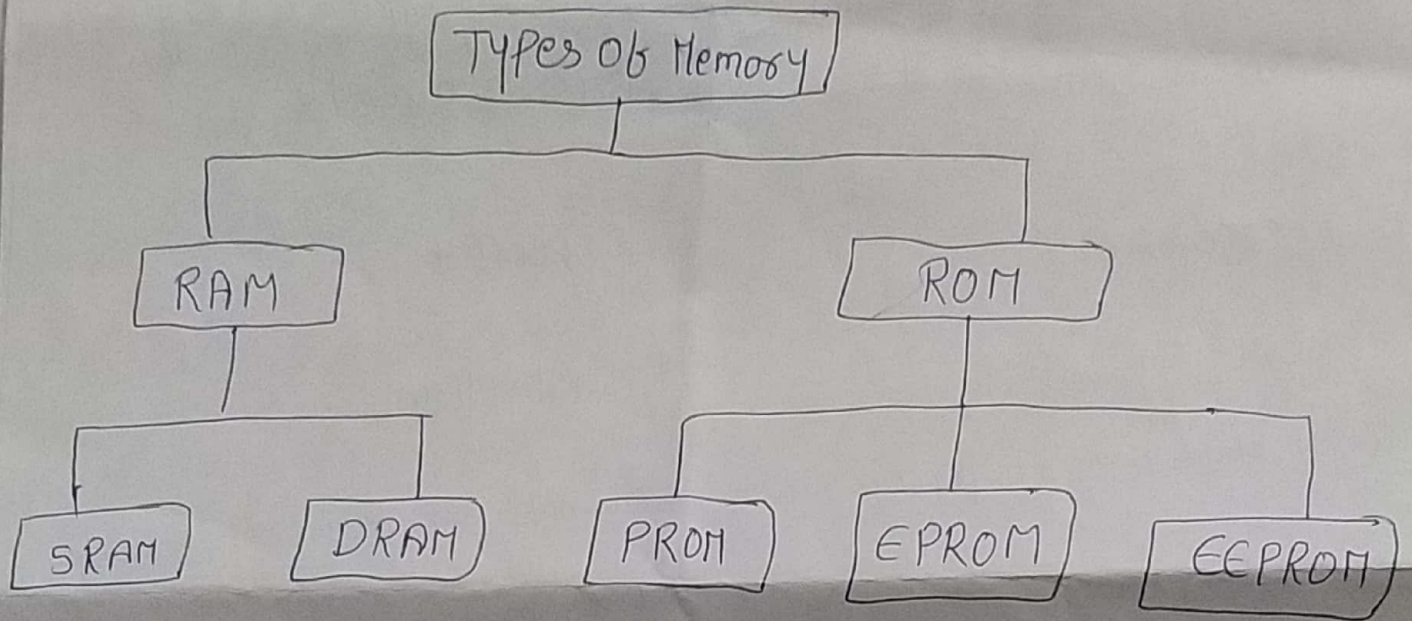 Types Of Memory
RAM
ROM
SRAM
DRAM
PROM
EPROM
EEPROM